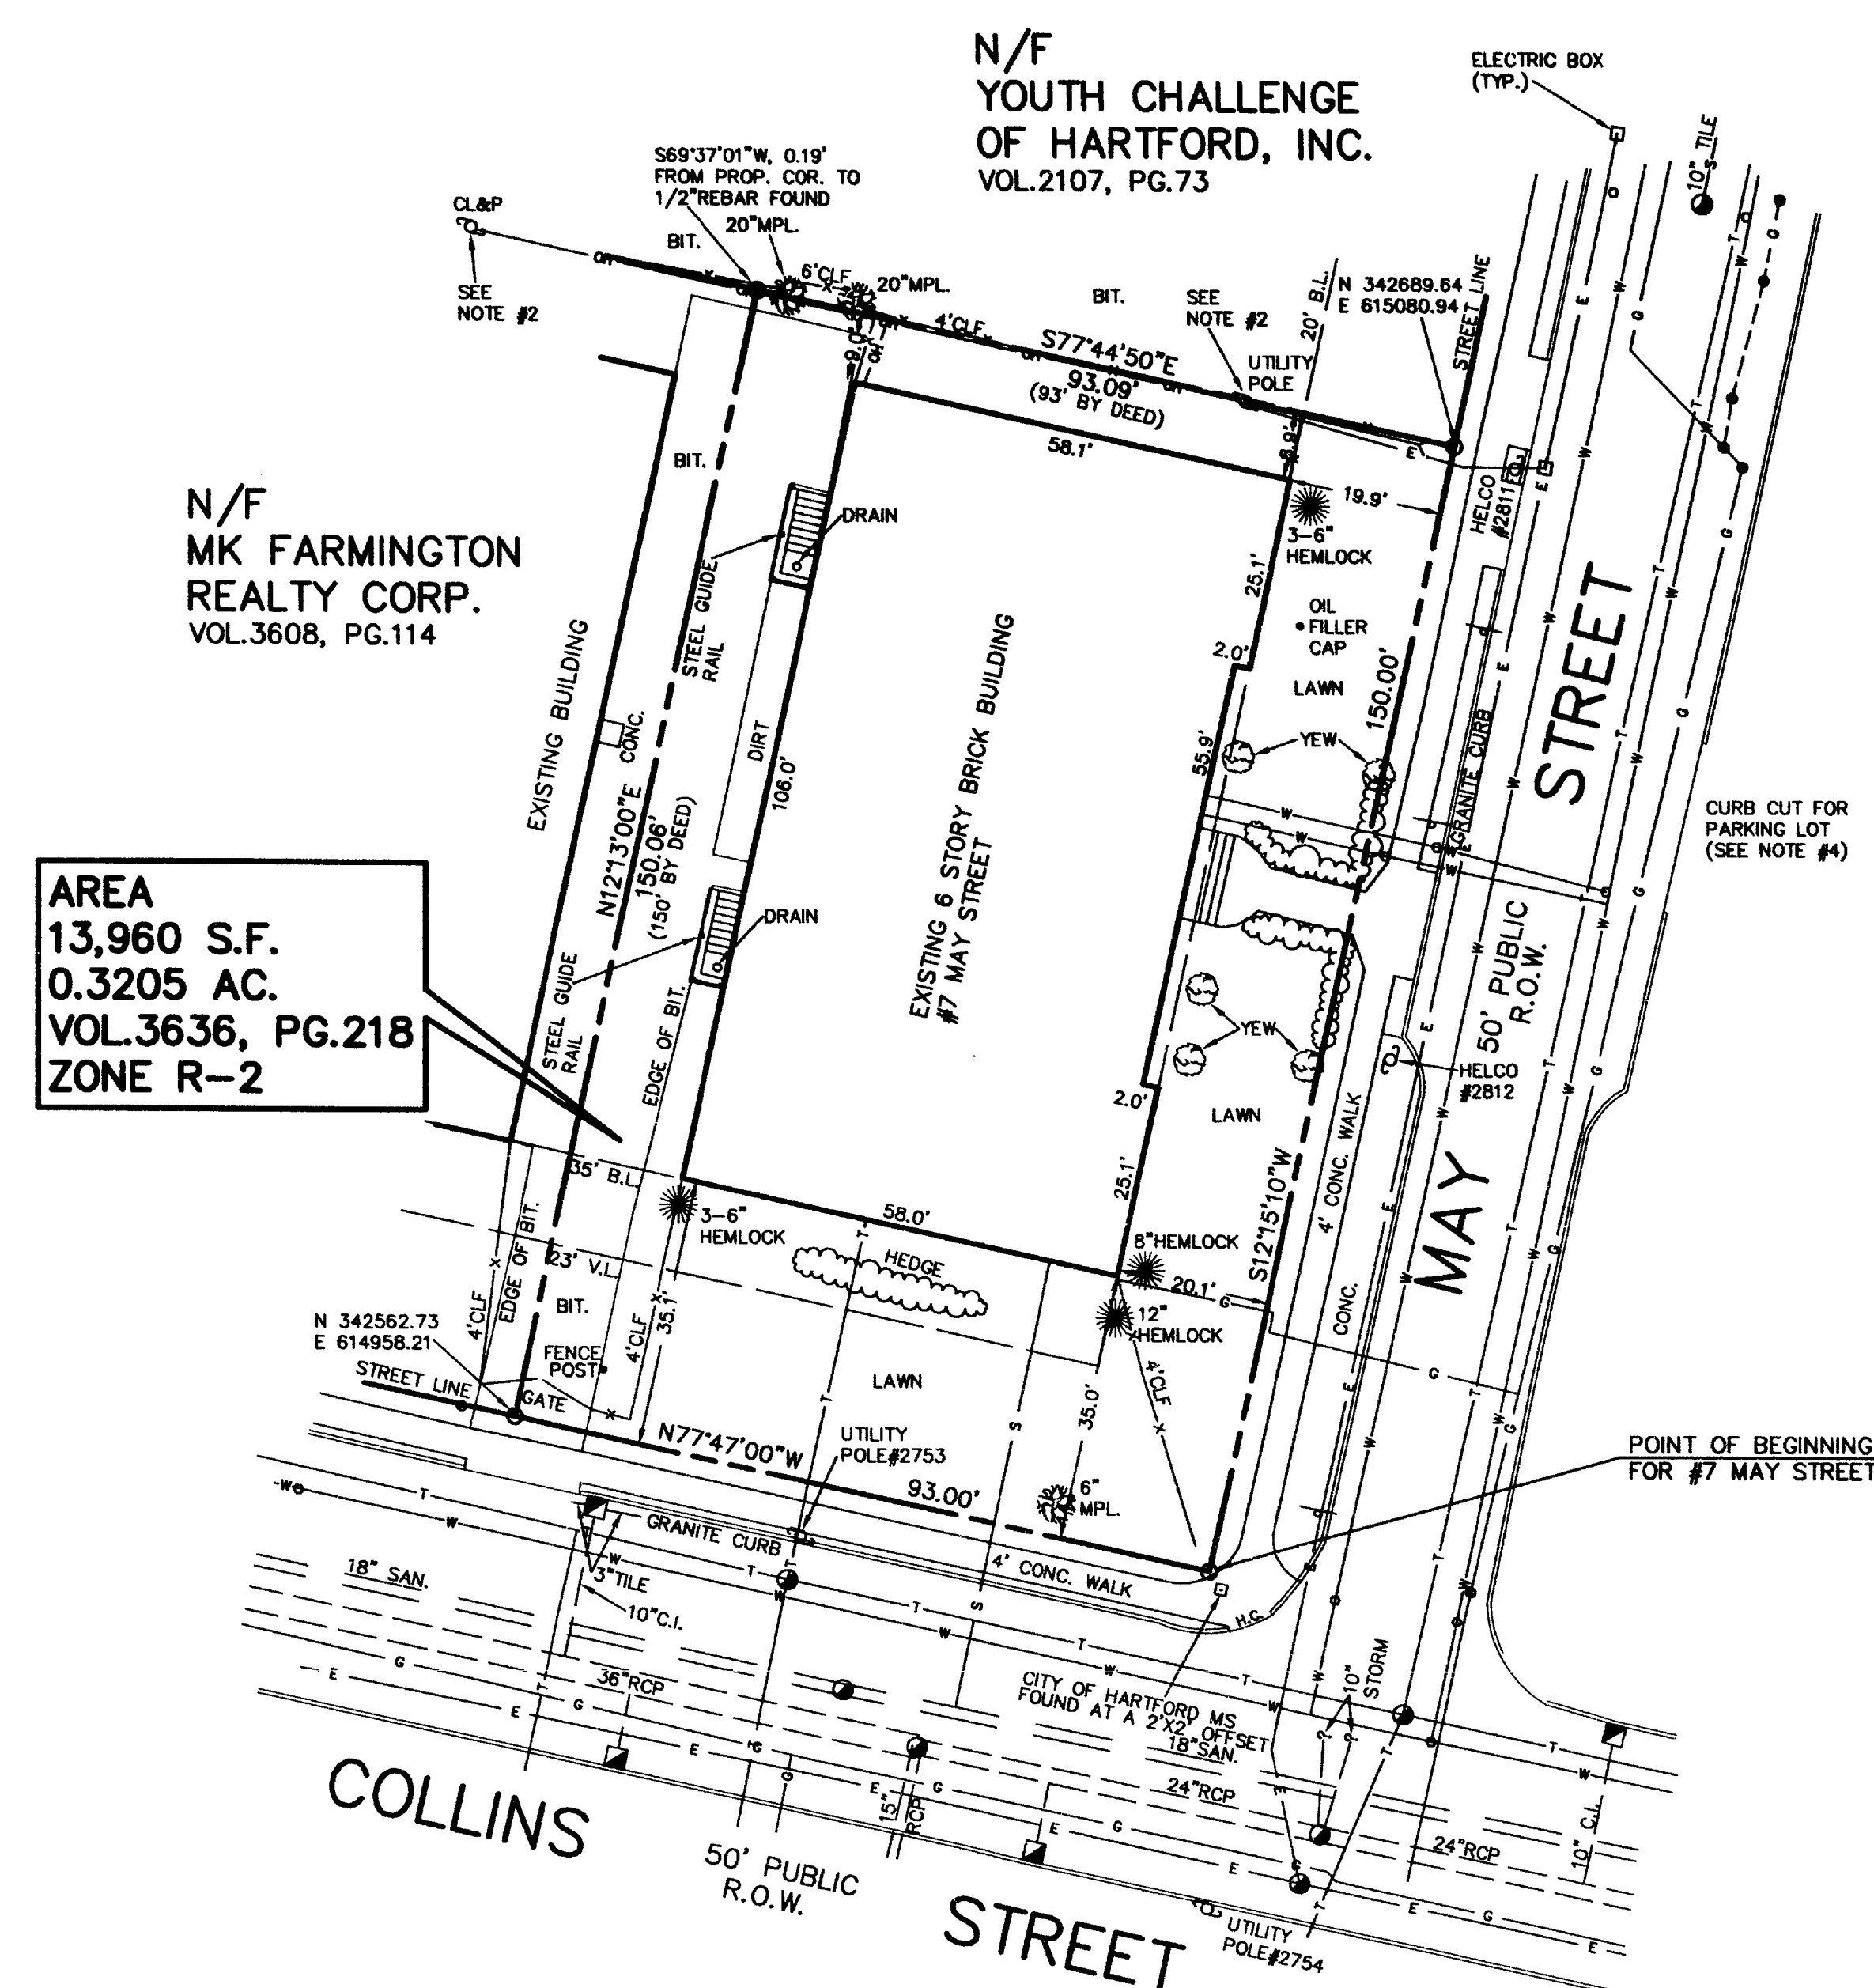 N/F
YOUTH CHALLENGE
OF HARTFORD, INC.
VOL.2107, PG.73
ELECTRIC BOX
(TYP.)
10" TILE
S
S69°37'01"W, 0.19'
FROM PROP. COR. TO
1/2"REBAR FOUND
20"MPL.
CL&P
BIT.
SEE
NOTE #2
6'CLF
20"MPL.
4'CLF
BIT.
SEE
NOTE #2
20' B.L.
N 342689.64
E 615080.94
STREET LINE
S77°44'50"E
93.09'
(93' BY DEED)
UTILITY
POLE
9.0'
OH
58.1'
8.9'
19.9'
HELCO
#2811
N/F
MK FARMINGTON
REALTY CORP.
VOL.3608, PG.114
BIT.
DRAIN
STEEL GUIDE
RAIL
3-6"
HEMLOCK
25.1'
OIL
FILLER
CAP
2.0'
LAWN
150.00'
YEW
55.9'
GRANITE CURB
STREET
CURB CUT FOR
PARKING LOT
(SEE NOTE #4)
EXISTING BUILDING
CONC.
DIRT
106.0'
N12°13'00"E
150.06'
(150' BY DEED)
EXISTING 6 STORY BRICK BUILDING
#7 MAY STREET
AREA
13,960 S.F.
0.3205 AC.
VOL.3636, PG.218
ZONE R-2
DRAIN
STEEL GUIDE
RAIL
EDGE OF BIT.
50' PUBLIC
R.O.W.
YEW
HELCO
#2812
2.0'
LAWN
4' CONC. WALK
MAY
S12°15'10"W
25.1'
35' B.L.
3-6"
HEMLOCK
58.0'
HEDGE
8"HEMLOCK
20.1'
12"
HEMLOCK
CONC.
EDGE OF BIT.
23' V.L.
BIT.
4'CLF
4'CLF
35.1'
N 342562.73
E 614958.21
STREET LINE
FENCE
POST
GATE
LAWN
35.0'
4'CLF
N77°47'00"W
93.00'
UTILITY
POLE#2753
6"
MPL.
POINT OF BEGINNING
FOR #7 MAY STREET
GRANITE CURB
4' CONC. WALK
H.C.
18" SAN.
3"TILE
10"C.I.
36"RCP
CITY OF HARTFORD MS
FOUND AT A 2'X2' OFFSET
18"SAN.
10"
STORM
24"RCP
24"RCP
10" C.I.
15"
RCP
COLLINS
50' PUBLIC
R.O.W.
STREET
UTILITY
POLE#2754